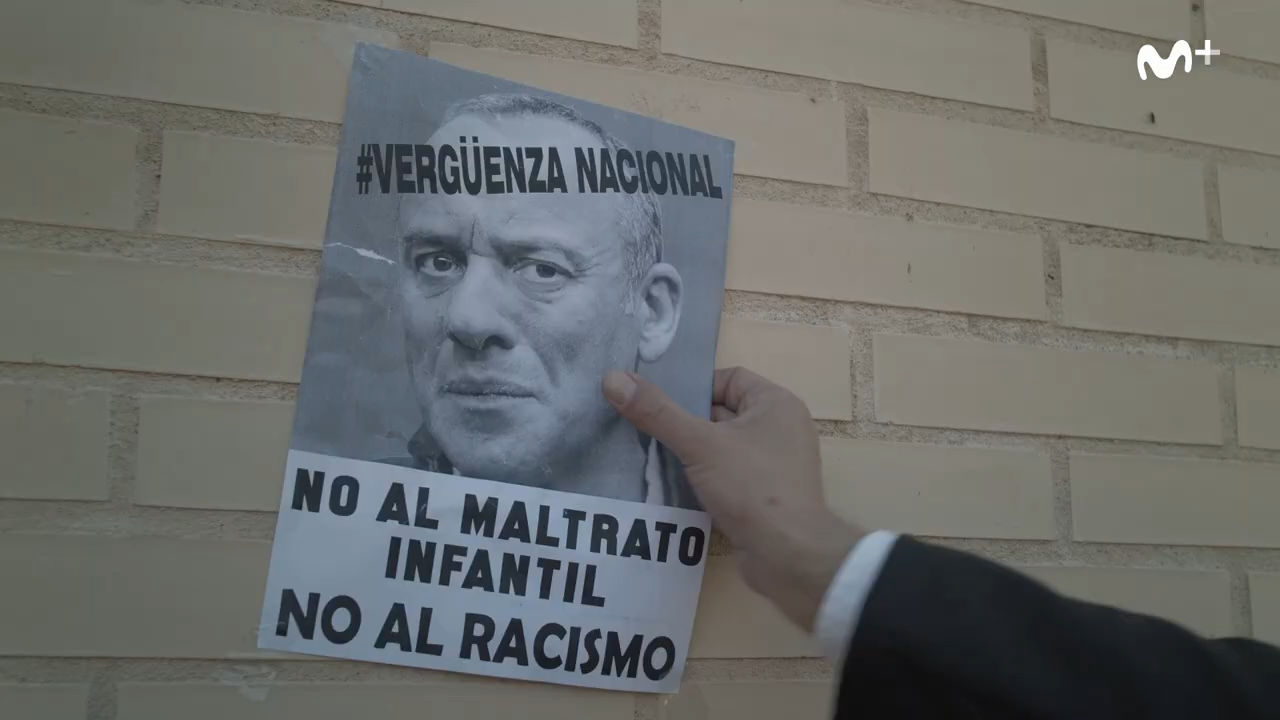 M+
#VERGÜENZA NACIONAL
NO AL MALTRATO
INFANTIL
NO AL RACISMO